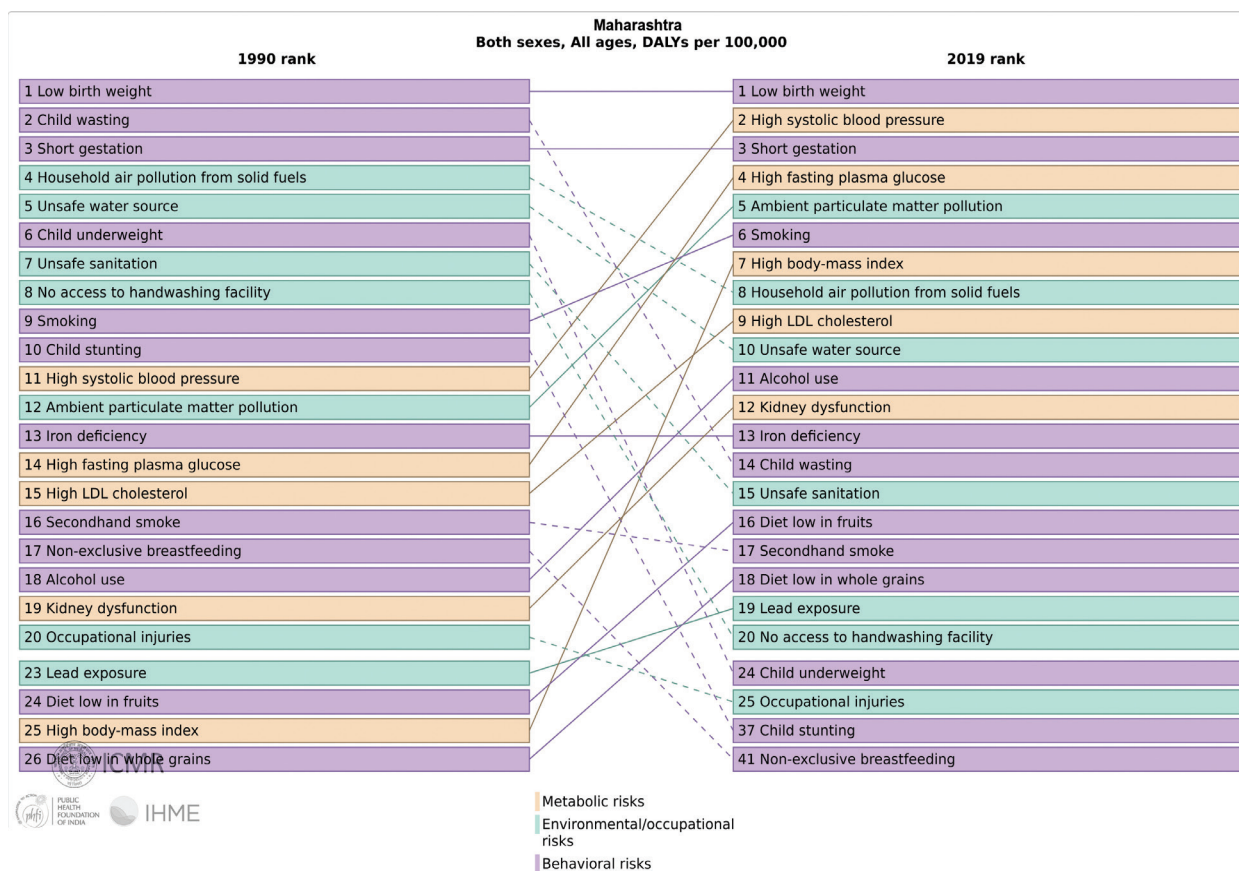 Maharashtra
Both sexes, All ages, DALYs per 100,000
1990 rank
1 Low birth weight
2 Child wasting
3 Short gestation
4 Household air pollution from solid fuels
5 Unsafe water source
6 Child underweight
7 Unsafe sanitation
8 No access to handwashing facility
9 Smoking
10 Child stunting
11 High systolic blood pressure
12 Ambient particulate matter pollution
13 Iron deficiency
14 High fasting plasma glucose
15 High LDL cholesterol
16 Secondhand smoke
17 Non-exclusive breastfeeding
18 Alcohol use
19 Kidney dysfunction
20 Occupational injuries
23 Lead exposure
24 Diet low in fruits
25 High body-mass index
26 Diet low in whole grains
2019 rank
1 Low birth weight
2 High systolic blood pressure
3 Short gestation
4 High fasting plasma glucose
5 Ambient particulate matter pollution
6 Smoking
7 High body-mass index
8 Household air pollution from solid fuels
9 High LDL cholesterol
10 Unsafe water source
11 Alcohol use
12 Kidney dysfunction
13 Iron deficiency
14 Child wasting
15 Unsafe sanitation
16 Diet low in fruits
17 Secondhand smoke
18 Diet low in whole grains
19 Lead exposure
20 No access to handwashing facility
24 Child underweight
25 Occupational injuries
37 Child stunting
41 Non-exclusive breastfeeding
ICMR
phfi
PUBLIC
HEALTH
FOUNDATION
OF INDIA
IHME
Metabolic risks
Environmental/occupational
risks
Behavioral risks